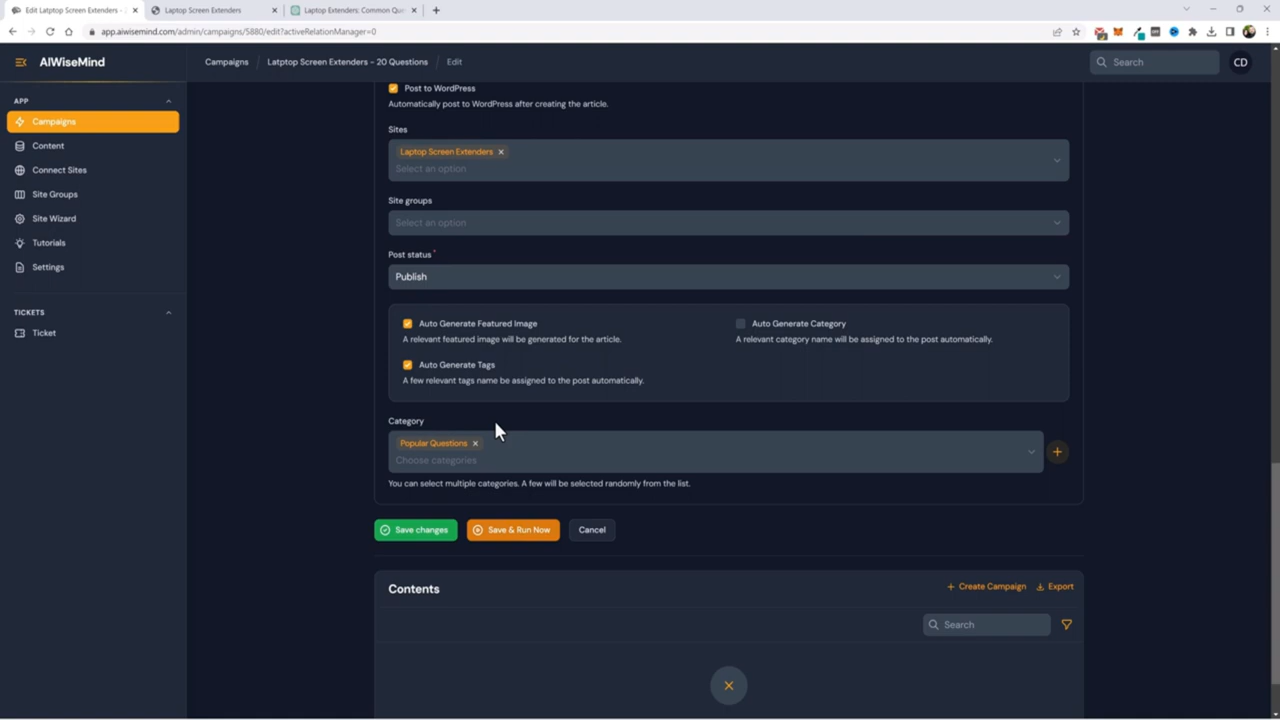 Edit Latptop Screen Extenders -
Laptop Screen Extenders
Laptop Extenders: Common Que
app.aiwisemind.com/admin/campaigns/5880/edit?activeRelationManager=0
AIWiseMind
Campaigns
Latptop Screen Extenders - 20 Questions
Edit
Search
CD
APP
Campaigns
Content
Connect Sites
Site Groups
Site Wizard
Tutorials
Settings
TICKETS
Ticket
Post to WordPress
Automatically post to WordPress after creating the article.
Sites
Laptop Screen Extenders
Select an option
Site groups
Select an option
Post status*
Publish
Auto Generate Featured Image
A relevant featured image will be generated for the article.
Auto Generate Category
A relevant category name will be assigned to the post automatically.
Auto Generate Tags
A few relevant tags name be assigned to the post automatically.
Category
Popular Questions
Choose categories
You can select multiple categories. A few will be selected randomly from the list.
Save changes
Save & Run Now
Cancel
Contents
Create Campaign
Export
Search